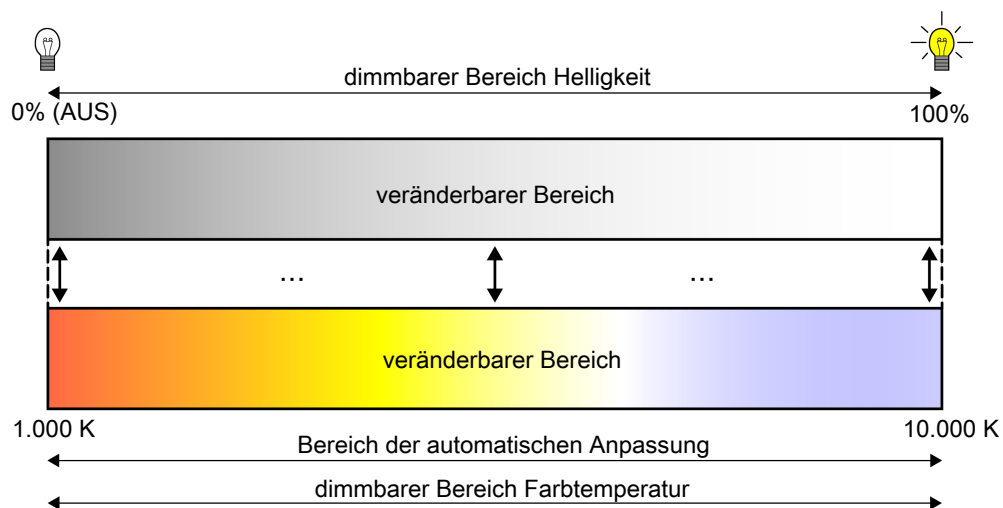 dimmbarer Bereich Helligkeit
0% (AUS)
100%
veränderbarer Bereich
...
...
veränderbarer Bereich
1.000 K
10.000 K
Bereich der automatischen Anpassung
dimmbarer Bereich Farbtemperatur